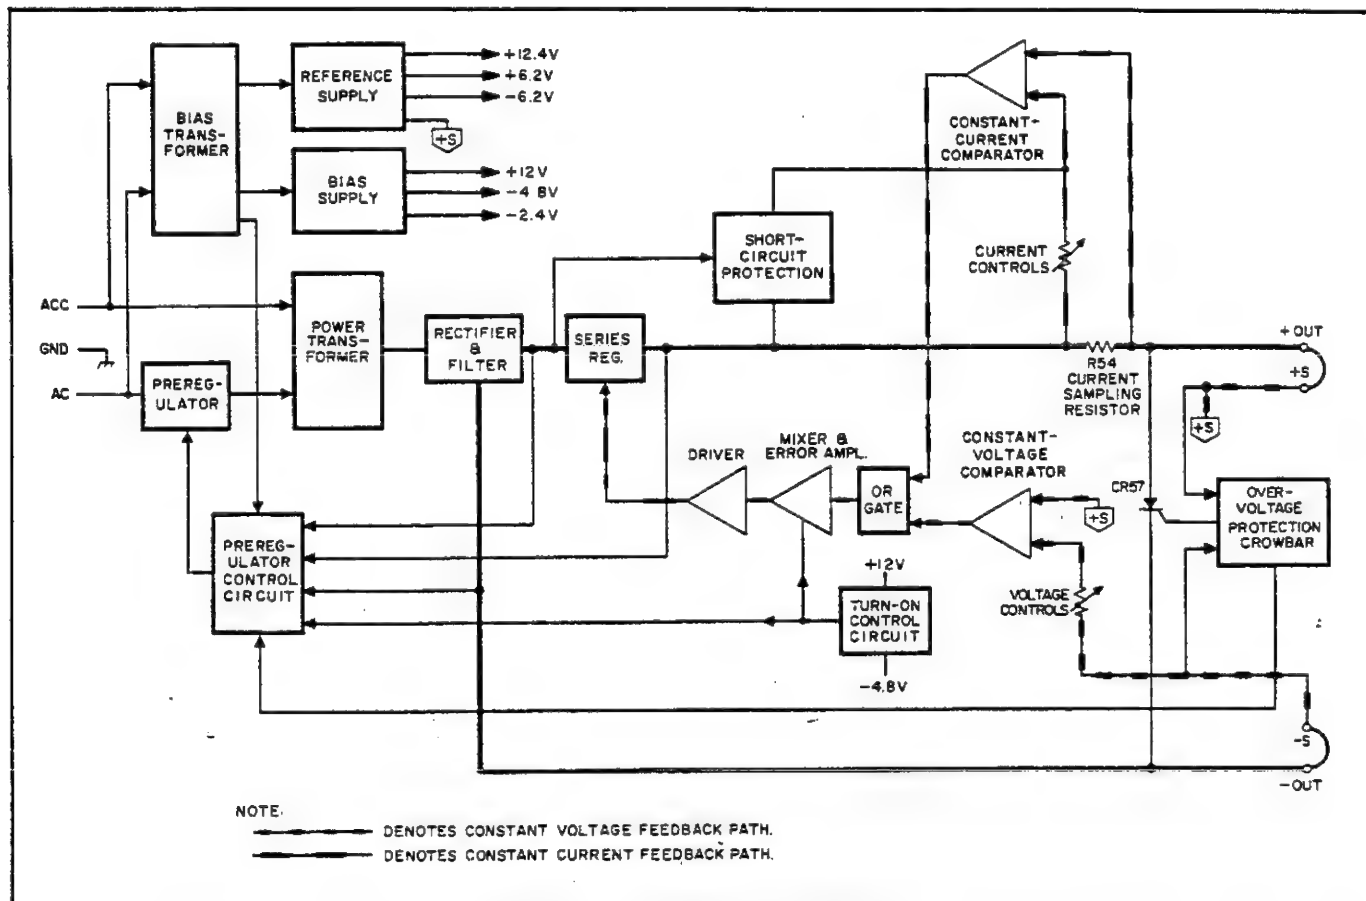 +12.4V
REFERENCE
SUPPLY
+6.2V
-6.2V
+S
BIAS
TRANS-
FORMER
BIAS
SUPPLY
+12V
-4.8V
-2.4V
CONSTANT-
CURRENT
COMPARATOR
SHORT-
CIRCUIT
PROTECTION
CURRENT
CONTROLS
ACC
GND
AC
POWER
TRANS-
FORMER
PREREG-
ULATOR
RECTIFIER
&
FILTER
SERIES
REG.
R54
CURRENT
SAMPLING
RESISTOR
+OUT
+S
+S
DRIVER
MIXER &
ERROR AMPL.
OR
GATE
CONSTANT-
VOLTAGE
COMPARATOR
+S
CR57
OVER-
VOLTAGE
PROTECTION
CROWBAR
PREREG-
ULATOR
CONTROL
CIRCUIT
+12V
TURN-ON
CONTROL
CIRCUIT
-4.8V
VOLTAGE
CONTROLS
-S
-OUT
NOTE.
DENOTES CONSTANT VOLTAGE FEEDBACK PATH.
DENOTES CONSTANT CURRENT FEEDBACK PATH.